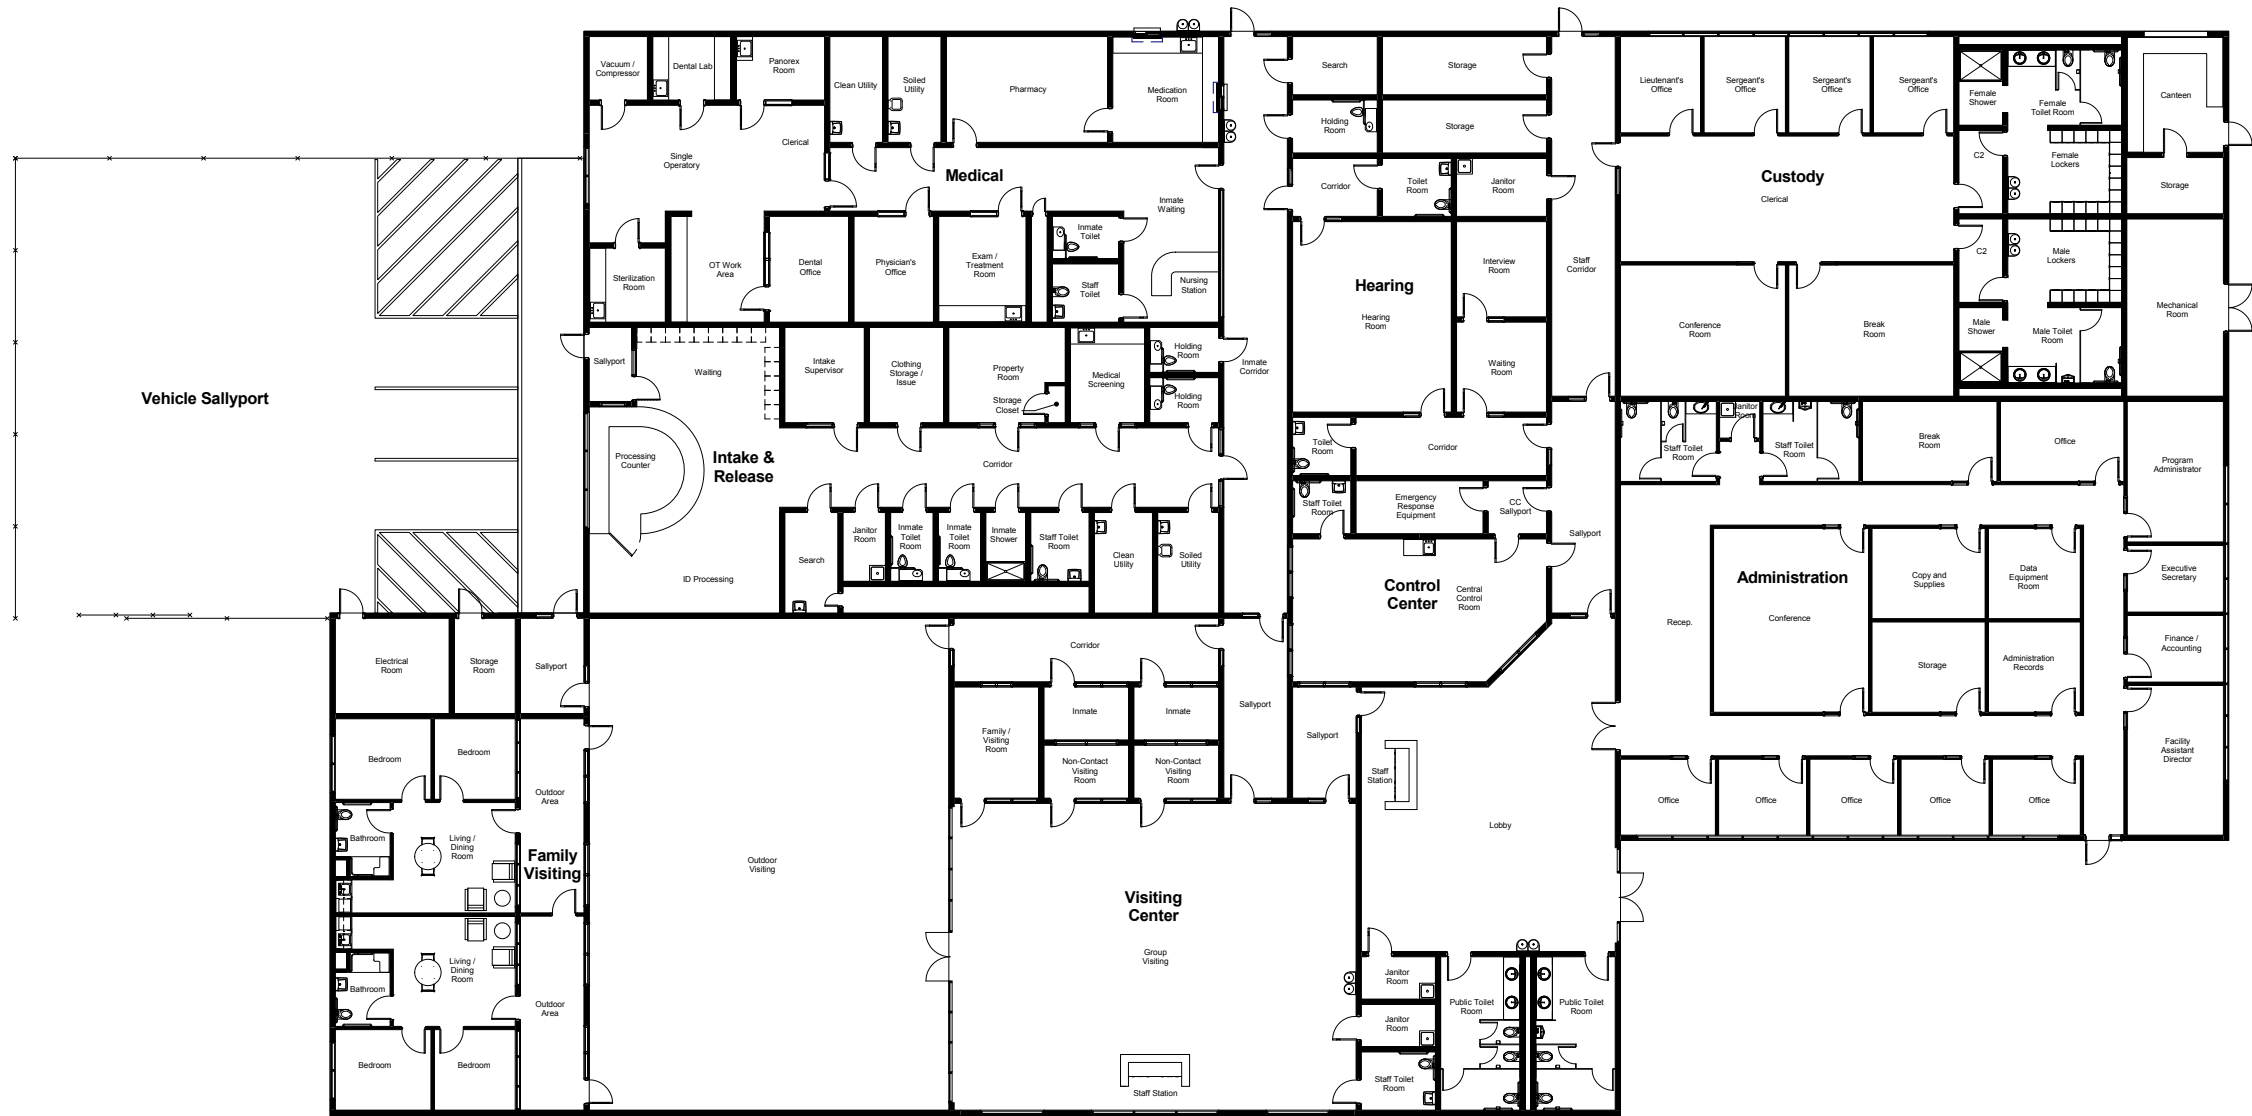 Vacuum /
Compressor
Dental Lab
Panorex
Room
Clean Utility
Soiled
Utility
Pharmacy
Medication
Room
Single
Operatory
Clerical
Medical
Inmate
Waiting
Sterilization
Room
OT Work
Area
Dental
Office
Physician's
Office
Exam /
Treatment
Room
Inmate
Toilet
Staff
Toilet
Nursing
Station
Search
Storage
Holding
Room
Storage
Corridor
Toilet
Room
Janitor
Room
Hearing
Hearing
Room
Interview
Room
Waiting
Room
Staff
Corridor
Inmate
Corridor
Lieutenant's
Office
Sergeant's
Office
Sergeant's
Office
Sergeant's
Office
Custody
Clerical
Conference
Room
Break
Room
Female
Shower
Female
Toilet Room
C2
Female
Lockers
C2
Male
Lockers
Male
Shower
Male Toilet
Room
Canteen
Storage
Mechanical
Room
Vehicle Sallyport
Sallyport
Waiting
Intake
Supervisor
Clothing
Storage /
Issue
Property
Room
Storage
Closet
Medical
Screening
Holding
Room
Holding
Room
Processing
Counter
Intake &
Release
Corridor
ID Processing
Search
Janitor
Room
Inmate
Toilet
Room
Inmate
Toilet
Room
Inmate
Shower
Staff Toilet
Room
Clean
Utility
Soiled
Utility
Toilet
Room
Corridor
Staff Toilet
Room
Emergency
Response
Equipment
CC
Sallyport
Sallyport
Control
Center
Central
Control
Room
Staff Toilet
Room
Janitor
Room
Staff Toilet
Room
Break
Room
Office
Program
Administrator
Administration
Conference
Recep.
Copy and
Supplies
Data
Equipment
Room
Storage
Administration
Records
Executive
Secretary
Finance /
Accounting
Facility
Assistant
Director
Office
Office
Office
Office
Office
Electrical
Room
Storage
Room
Sallyport
Bedroom
Bedroom
Outdoor
Area
Bathroom
Living /
Dining
Room
Family
Visiting
Living /
Dining
Room
Bathroom
Outdoor
Area
Bedroom
Bedroom
Outdoor
Visiting
Corridor
Family /
Visiting
Room
Inmate
Inmate
Non-Contact
Visiting
Room
Non-Contact
Visiting
Room
Sallyport
Sallyport
Staff
Station
Lobby
Visiting
Center
Group
Visiting
Staff Station
Janitor
Room
Janitor
Room
Staff Toilet
Room
Public Toilet
Room
Public Toilet
Room